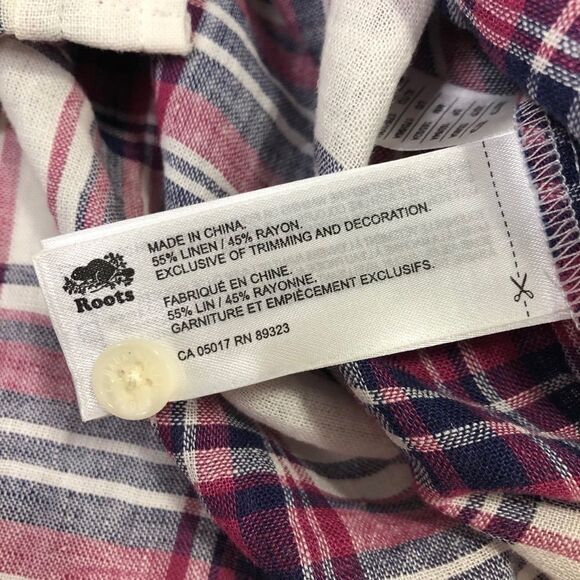 Roots
MADE IN CHINA.
55% LINEN / 45% RAYON.
EXCLUSIVE OF TRIMMING AND DECORATION.
FABRIQUÉ EN CHINE.
55% LIN / 45% RAYONNE.
GARNITURE ET EMPIÈCEMENT EXCLUSIFS.
CA 05017 RN 89323